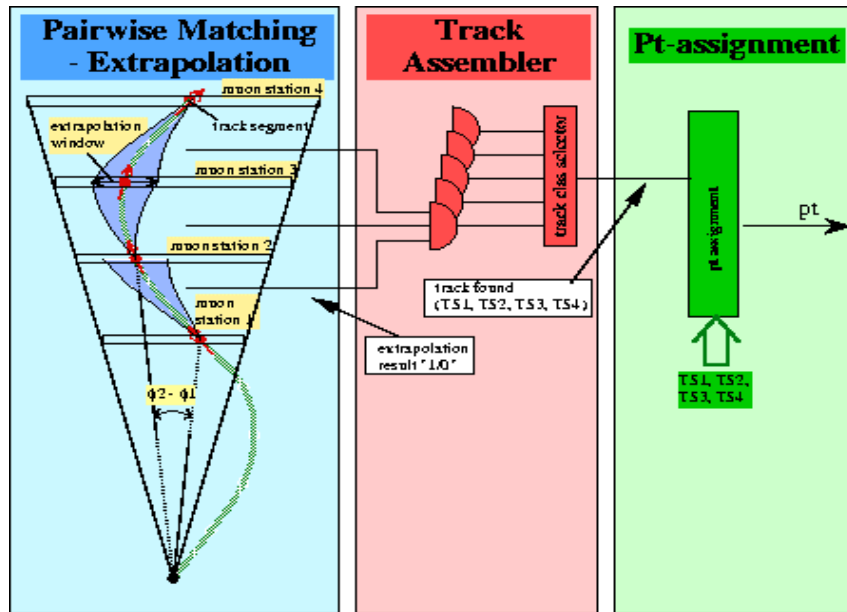 Pairwise Matching
- Extrapolation
muon station 4
track segment
extrapolation
window
muon station 3
muon station 2
muon
station 1
ϕ2 - ϕ1
extrapolation
result "1/0"
Track
Assembler
track clas selector
track found
(TS1, TS2, TS3, TS4)
Pt-assignment
pt assignment
pt
TS1, TS2,
TS3, TS4